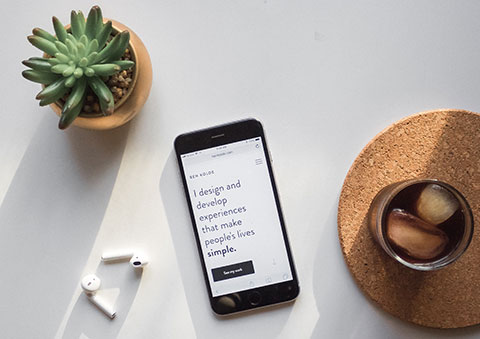 BEN KOLDE
I design and
develop
experiences
that make
people's lives
simple.
See my work